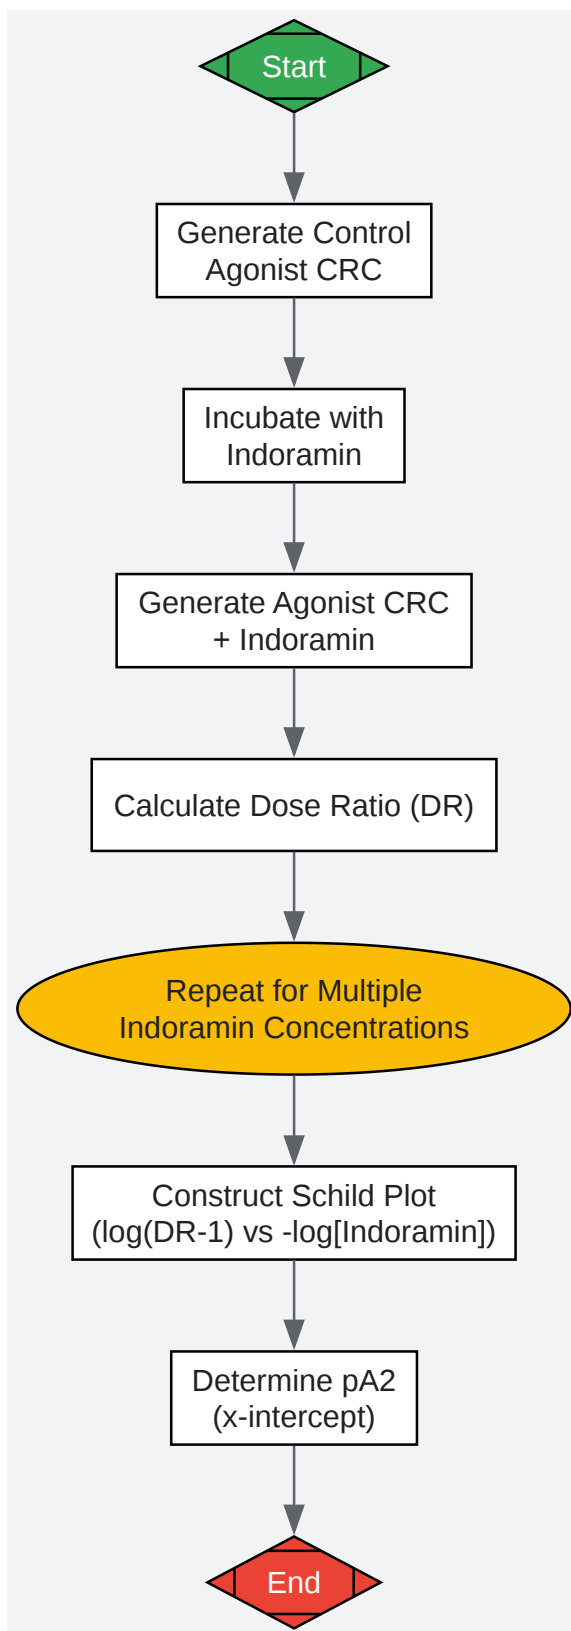 Start
Generate Control
Agonist CRC
Incubate with
Indoramin
Generate Agonist CRC
+ Indoramin
Calculate Dose Ratio (DR)
Repeat for Multiple
Indoramin Concentrations
Construct Schild Plot
(log(DR-1) vs -log[Indoramin])
Determine pA2
(x-intercept)
End